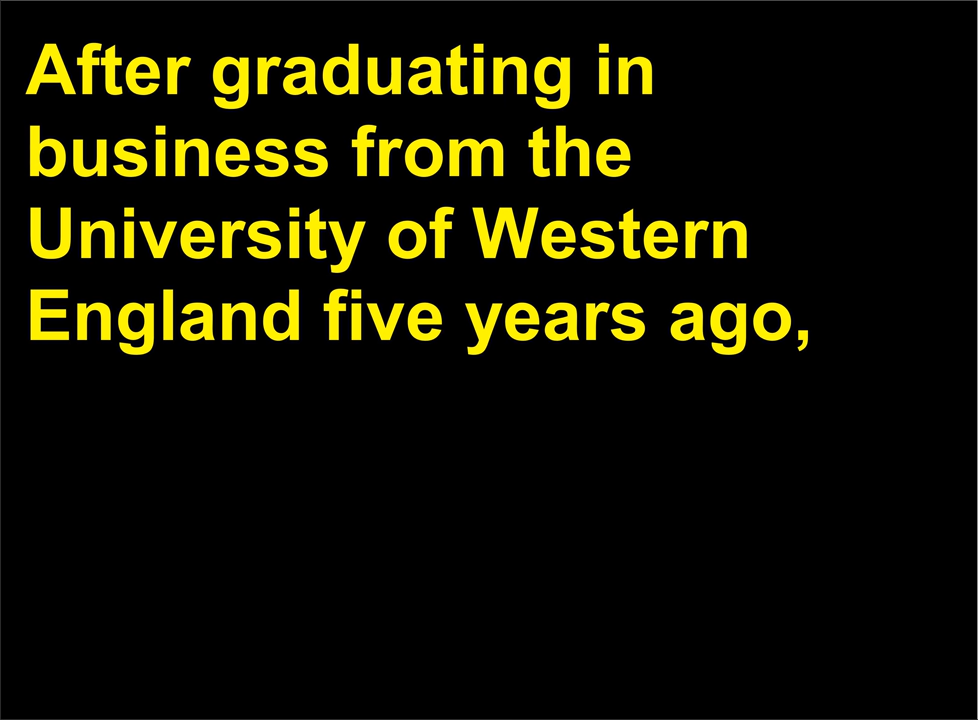 After graduating in
business from the
University of Western
England five years ago,